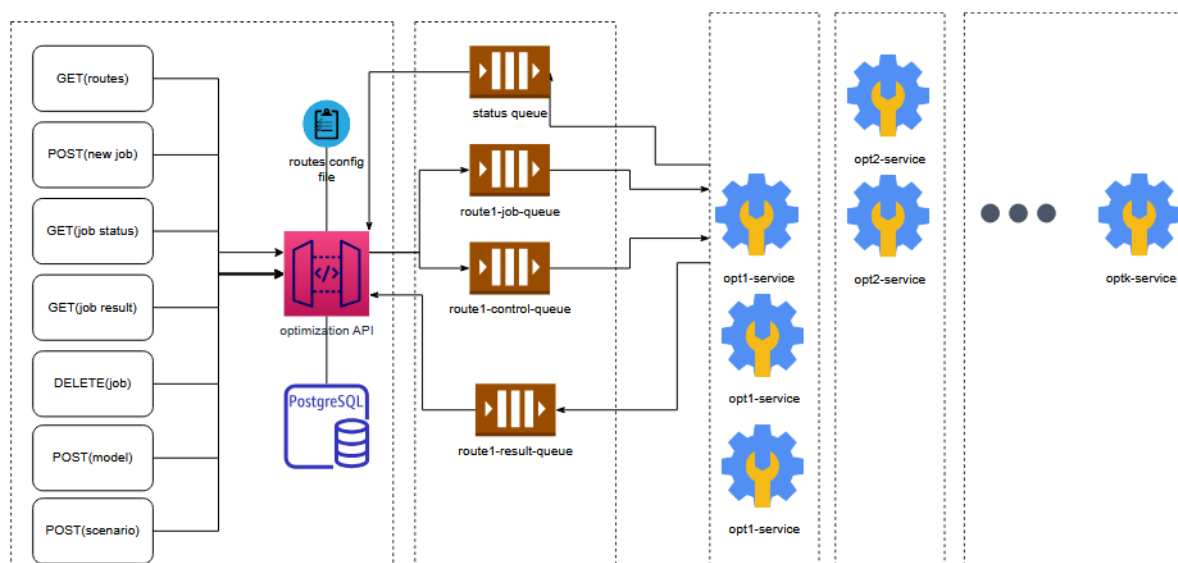 GET(routes)
POST(new job)
GET(job status)
GET(job result)
DELETE(job)
POST(model)
POST(scenario)
routes config
file
</>
optimization API
PostgreSQL
status queue
route1-job-queue
route1-control-queue
route1-result-queue
opt1-service
opt1-service
opt1-service
opt2-service
opt2-service
optk-service